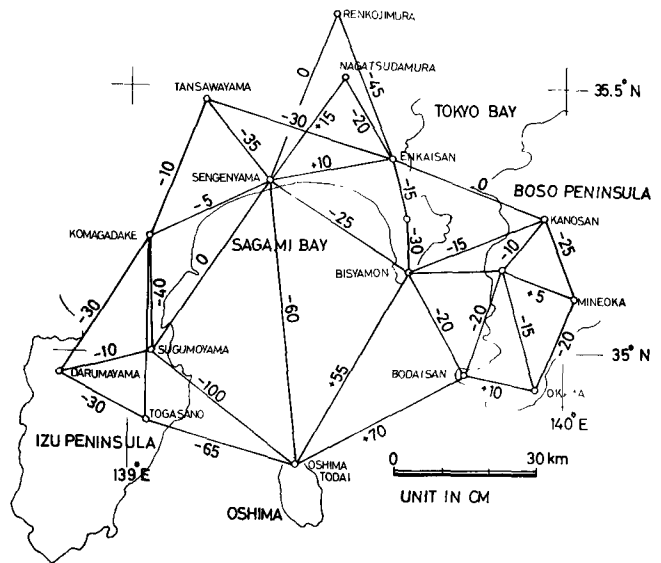 RENKOJIMURA
NAGATSUDAMURA
0
-45
TANSAWAYAMA
TOKYO BAY
35.5°N
-30
+15
-20
-35
ENKAISAN
+10
SENGENYAMA
-10
-15
-0
BOSO PENINSULA
-5
KANOSAN
-25
KOMAGADAKE
SAGAMI BAY
-30
-15
-10
-25
0
BISYAMON
-40
-60
+5
MINEOKA
-30
-20
-20
-15
-20
-10
SUGUMOYAMA
35°N
DARUMAYAMA
+55
BODAISAN
-100
+10
-30
TOGASANO
140°E
IZU PENINSULA
-65
+70
139°E
OSHIMA
TODAI
0
30 km
UNIT IN CM
OSHIMA